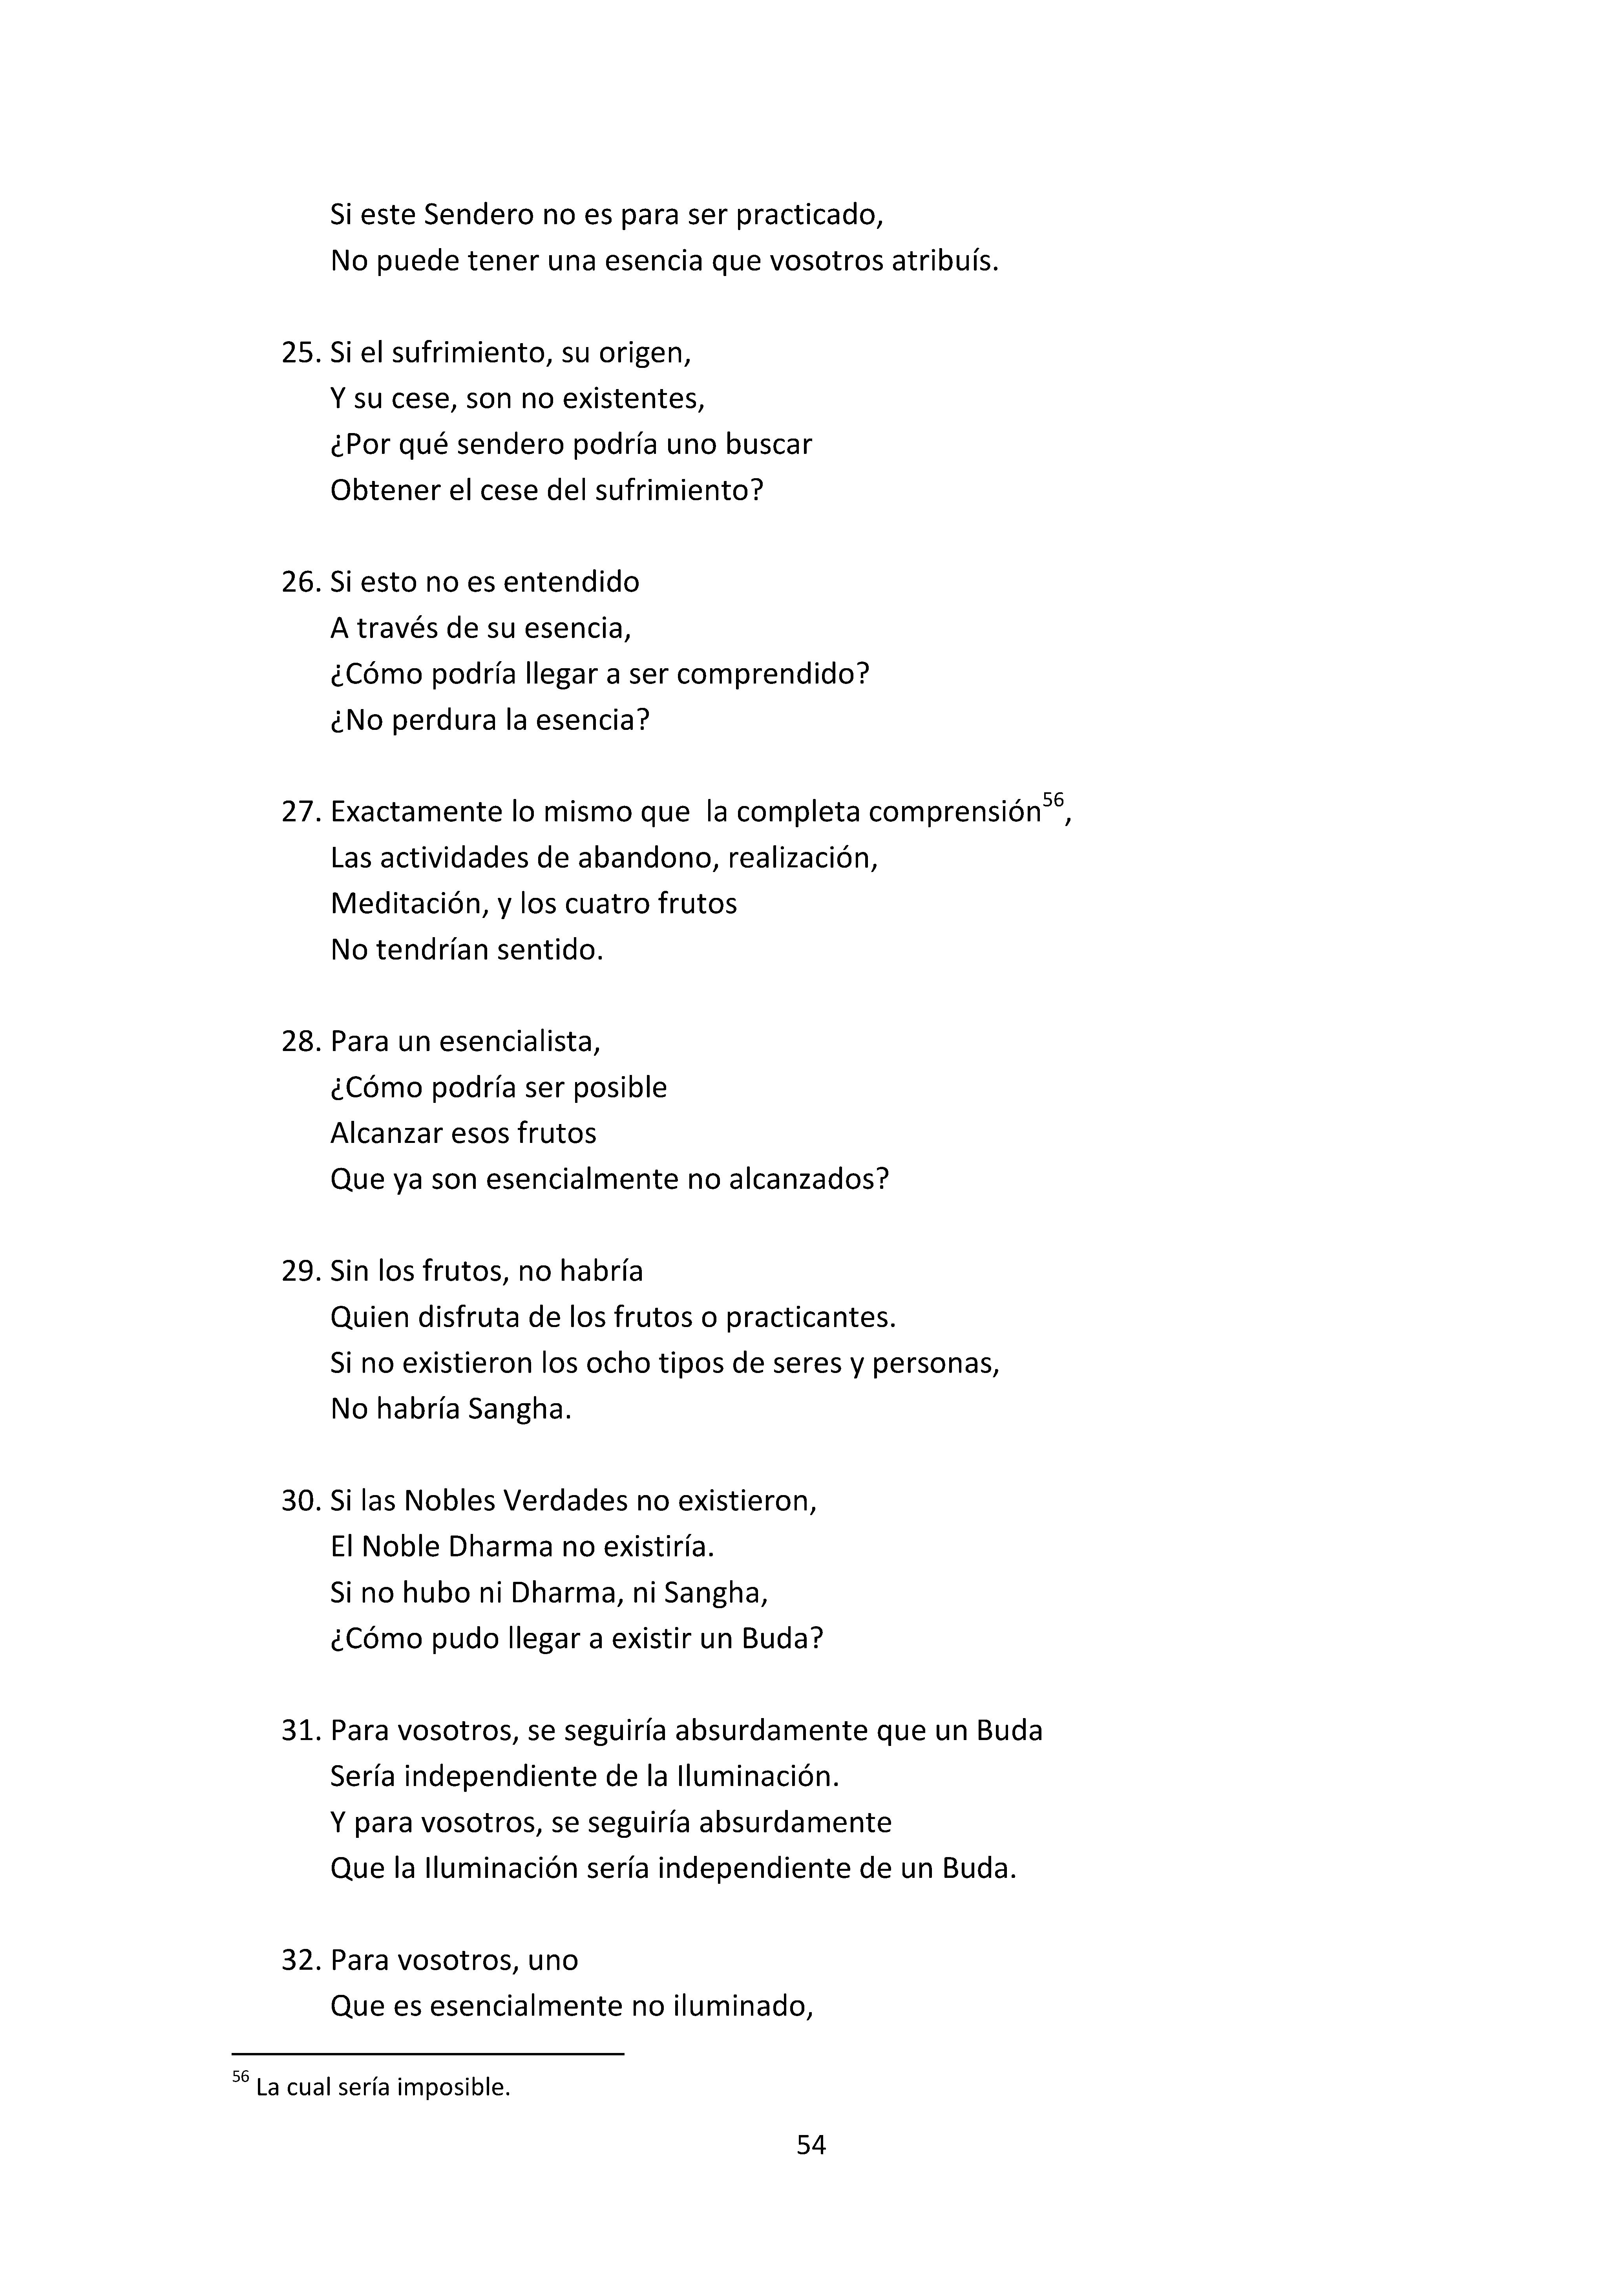 Si este Sendero no es para ser practicado,
No puede tener una esencia que vosotros atribuís.
25. Si el sufrimiento, su origen,
Y su cese, son no existentes,
¿Por qué sendero podría uno buscar
Obtener el cese del sufrimiento?
26. Si esto no es entendido
A través de su esencia,
¿Cómo podría llegar a ser comprendido?
¿No perdura la esencia?
27. Exactamente lo mismo que  la completa comprensión56,
Las actividades de abandono, realización,
Meditación, y los cuatro frutos
No tendrían sentido.
28. Para un esencialista,
¿Cómo podría ser posible
Alcanzar esos frutos
Que ya son esencialmente no alcanzados?
29. Sin los frutos, no habría
Quien disfruta de los frutos o practicantes.
Si no existieron los ocho tipos de seres y personas,
No habría Sangha.
30. Si las Nobles Verdades no existieron,
El Noble Dharma no existiría.
Si no hubo ni Dharma, ni Sangha,
¿Cómo pudo llegar a existir un Buda?
31. Para vosotros, se seguiría absurdamente que un Buda
Sería independiente de la Iluminación.
Y para vosotros, se seguiría absurdamente
Que la Iluminación sería independiente de un Buda.
32. Para vosotros, uno
Que es esencialmente no iluminado,
56 La cual sería imposible.
54